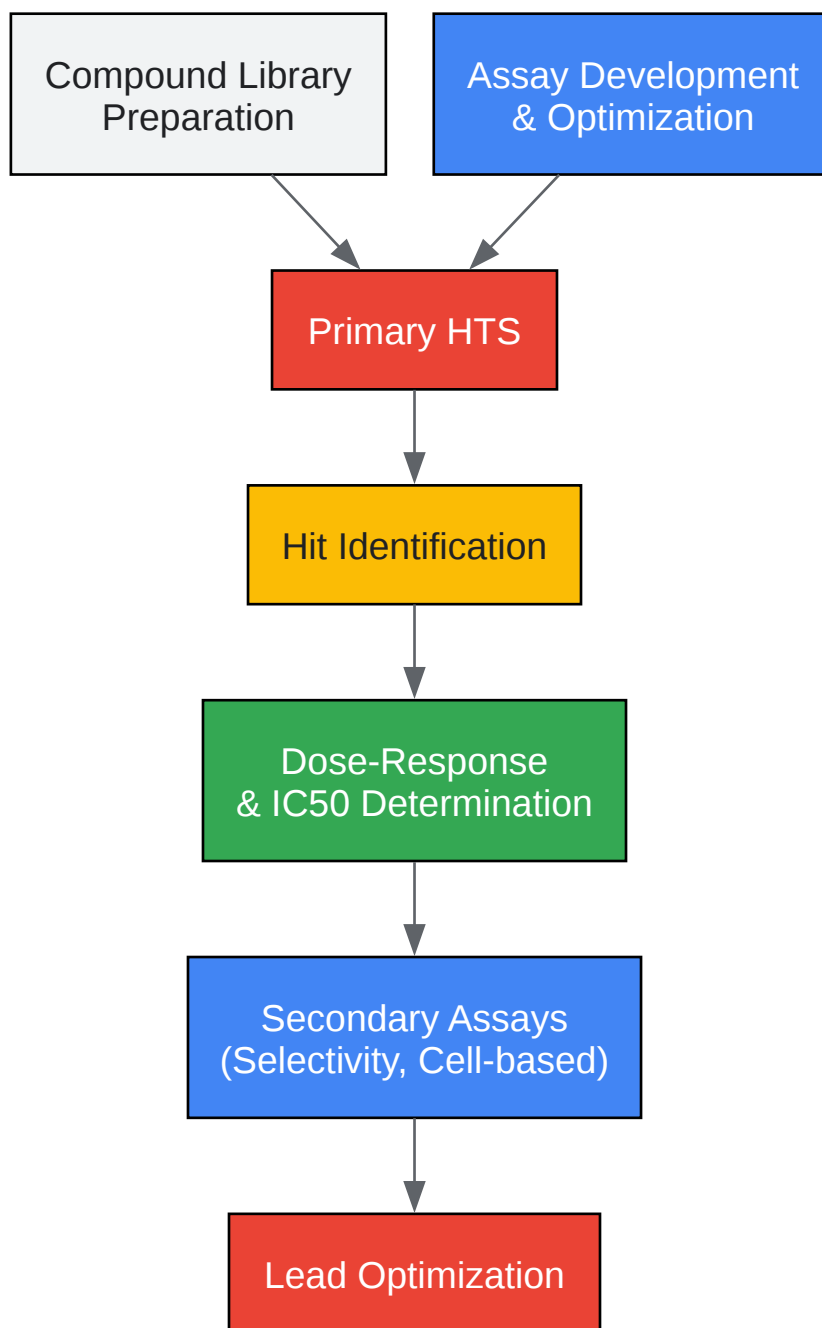 Compound Library
Preparation
Assay Development
& Optimization
Primary HTS
Hit Identification
Dose-Response
& IC50 Determination
Secondary Assays
(Selectivity, Cell-based)
Lead Optimization